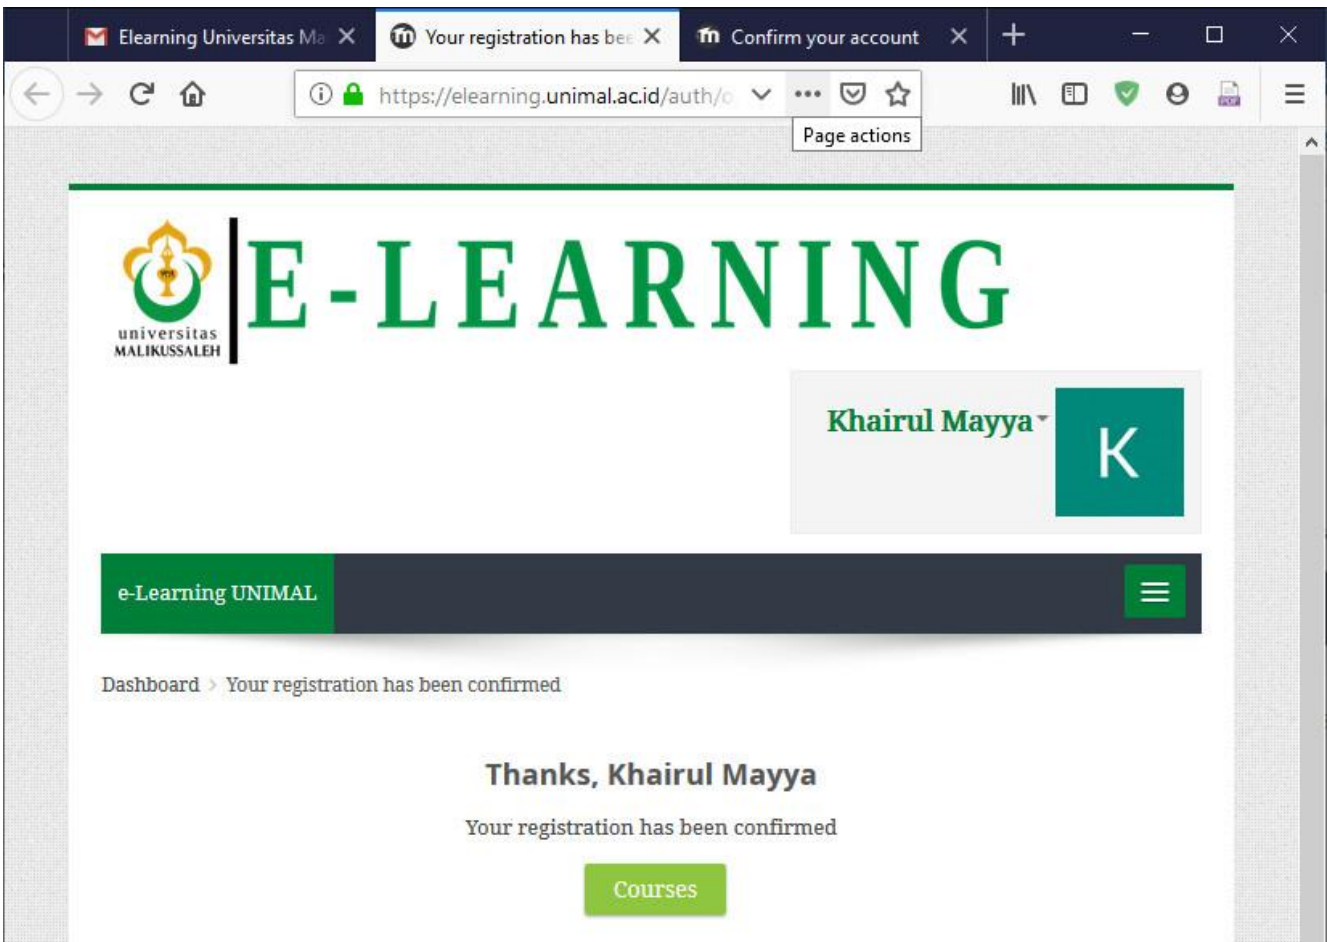 Elearning Universitas Ma
Your registration has bee
Confirm your account
https://elearning.unimal.ac.id/auth/o
Page actions
universitas
MALIKUSSALEH
E-LEARNING
Khairul Mayya
K
e-Learning UNIMAL
Dashboard > Your registration has been confirmed
Thanks, Khairul Mayya
Your registration has been confirmed
Courses